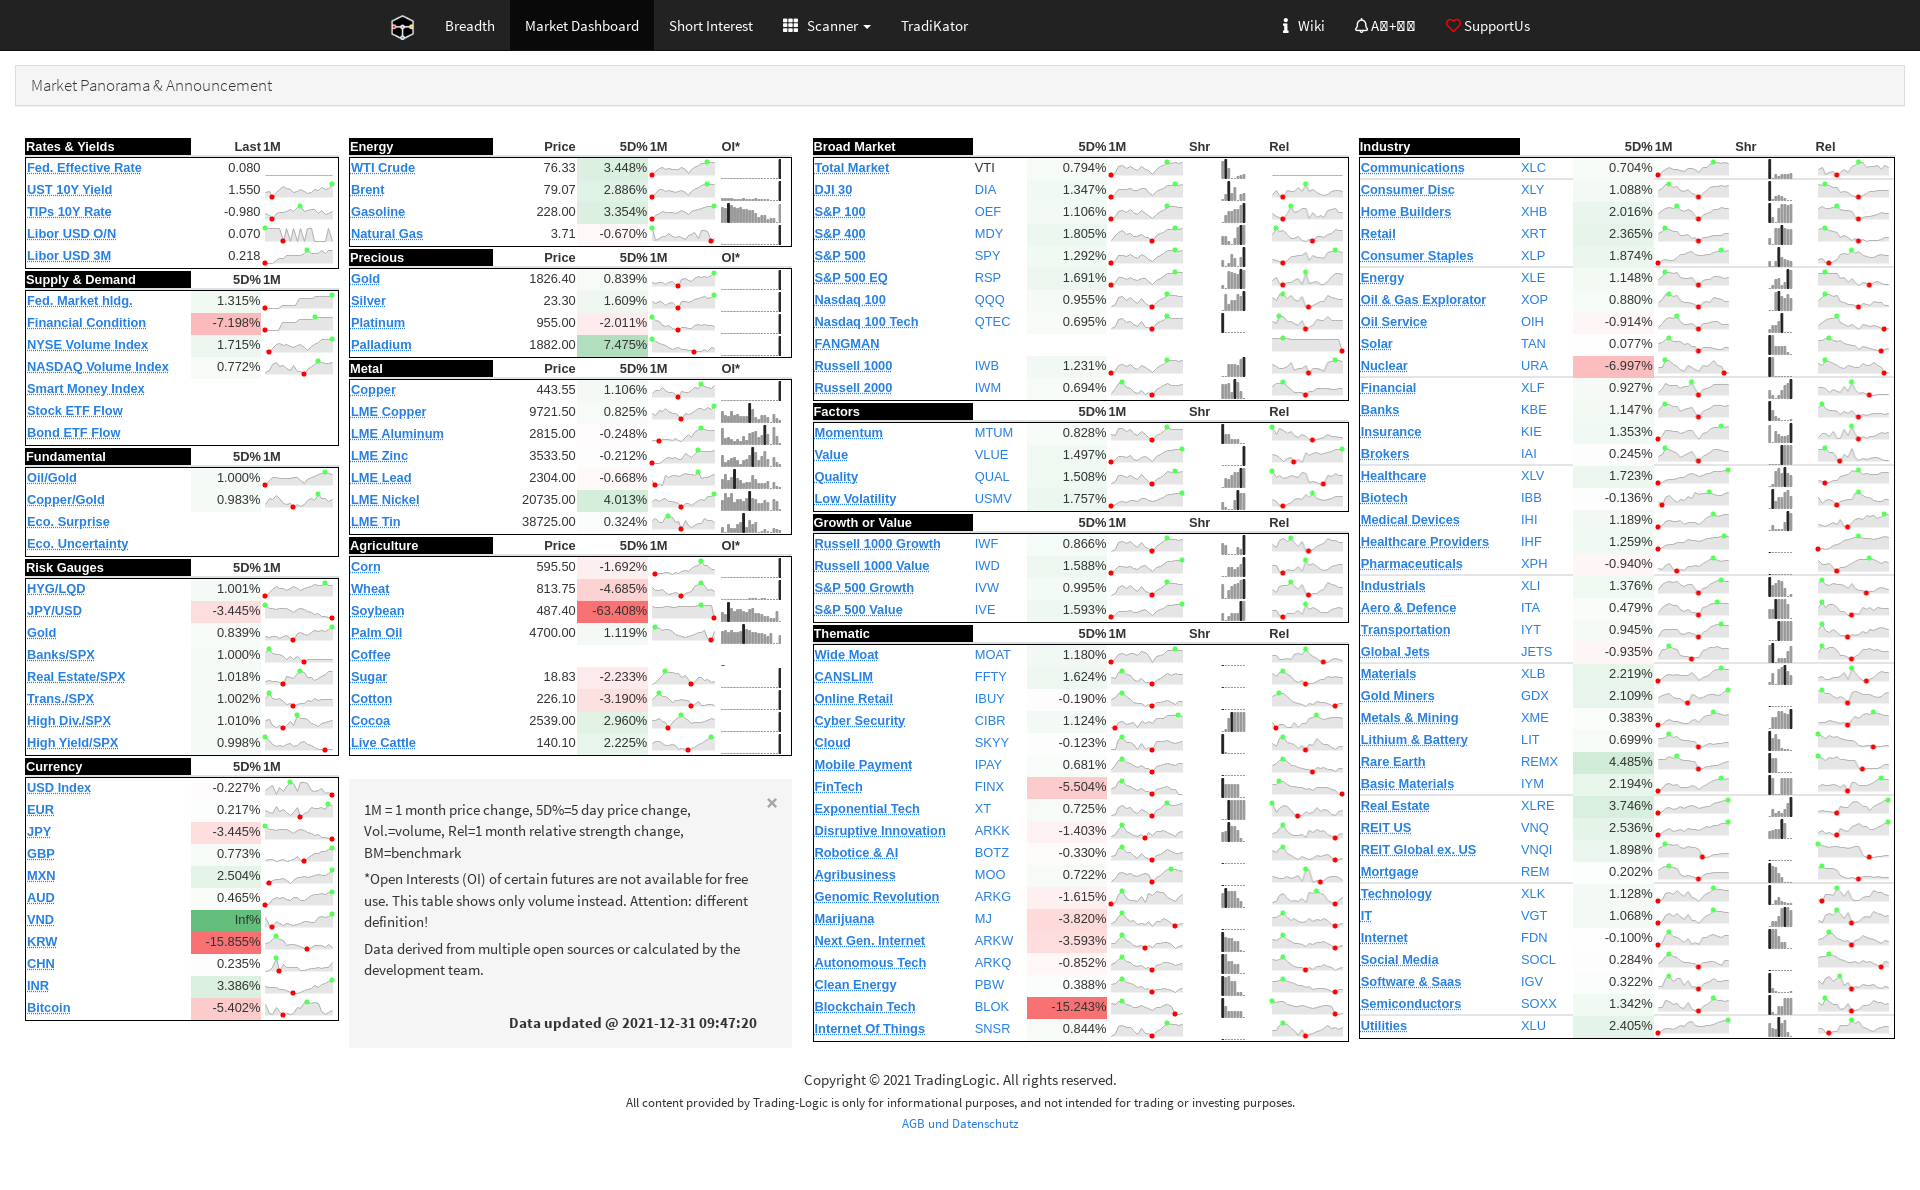 Breadth Market Dashboard Short Interest Scanner TradiKator Wiki SupportUs
Market Panorama & Announcement
Rates & Yields Last 1M
Fed. Effective Rate 0.080
UST 10Y Yield 1.550
TIPs 10Y Rate -0.980
Libor USD O/N 0.070
Libor USD 3M 0.218
Supply & Demand 5D% 1M
Fed. Market hldg. 1.315%
Financial Condition -7.198%
NYSE Volume Index 1.715%
NASDAQ Volume Index 0.772%
Smart Money Index
Stock ETF Flow
Bond ETF Flow
Fundamental 5D% 1M
Oil/Gold 1.000%
Copper/Gold 0.983%
Eco. Surprise
Eco. Uncertainty
Risk Gauges 5D% 1M
HYG/LQD 1.001%
JPY/USD -3.445%
Gold 0.839%
Banks/SPX 1.000%
Real Estate/SPX 1.018%
Trans./SPX 1.002%
High Div./SPX 1.010%
High Yield/SPX 0.998%
Currency 5D% 1M
USD Index -0.227%
EUR 0.217%
JPY -3.445%
GBP 0.773%
MXN 2.504%
AUD 0.465%
VND Inf%
KRW -15.855%
CHN 0.235%
INR 3.386%
Bitcoin -5.402%
Energy Price 5D% 1M OI*
WTI Crude 76.33 3.448%
Brent 79.07 2.886%
Gasoline 228.00 3.354%
Natural Gas 3.71 -0.670%
Precious Price 5D% 1M OI*
Gold 1826.40 0.839%
Silver 23.30 1.609%
Platinum 955.00 -2.011%
Palladium 1882.00 7.475%
Metal Price 5D% 1M OI*
Copper 443.55 1.106%
LME Copper 9721.50 0.825%
LME Aluminum 2815.00 -0.248%
LME Zinc 3533.50 -0.212%
LME Lead 2304.00 -0.668%
LME Nickel 20735.00 4.013%
LME Tin 38725.00 0.324%
Agriculture Price 5D% 1M OI*
Corn 595.50 -1.692%
Wheat 813.75 -4.685%
Soybean 487.40 -63.408%
Palm Oil 4700.00 1.119%
Coffee
Sugar 18.83 -2.233%
Cotton 226.10 -3.190%
Cocoa 2539.00 2.960%
Live Cattle 140.10 2.225%
×
1M = 1 month price change, 5D%=5 day price change,
Vol.=volume, Rel=1 month relative strength change,
BM=benchmark
*Open Interests (OI) of certain futures are not available for free
use. This table shows only volume instead. Attention: different
definition!
Data derived from multiple open sources or calculated by the
development team.
Data updated @ 2021-12-31 09:47:20
Broad Market 5D% 1M Shr Rel
Total Market VTI 0.794%
DJI 30 DIA 1.347%
S&P 100 OEF 1.106%
S&P 400 MDY 1.805%
S&P 500 SPY 1.292%
S&P 500 EQ RSP 1.691%
Nasdaq 100 QQQ 0.955%
Nasdaq 100 Tech QTEC 0.695%
FANGMAN
Russell 1000 IWB 1.231%
Russell 2000 IWM 0.694%
Factors 5D% 1M Shr Rel
Momentum MTUM 0.828%
Value VLUE 1.497%
Quality QUAL 1.508%
Low Volatility USMV 1.757%
Growth or Value 5D% 1M Shr Rel
Russell 1000 Growth IWF 0.866%
Russell 1000 Value IWD 1.588%
S&P 500 Growth IVW 0.995%
S&P 500 Value IVE 1.593%
Thematic 5D% 1M Shr Rel
Wide Moat MOAT 1.180%
CANSLIM FFTY 1.624%
Online Retail IBUY -0.190%
Cyber Security CIBR 1.124%
Cloud SKYY -0.123%
Mobile Payment IPAY 0.681%
FinTech FINX -5.504%
Exponential Tech XT 0.725%
Disruptive Innovation ARKK -1.403%
Robotice & AI BOTZ -0.330%
Agribusiness MOO 0.722%
Genomic Revolution ARKG -1.615%
Marijuana MJ -3.820%
Next Gen. Internet ARKW -3.593%
Autonomous Tech ARKQ -0.852%
Clean Energy PBW 0.388%
Blockchain Tech BLOK -15.243%
Internet Of Things SNSR 0.844%
Industry 5D% 1M Shr Rel
Communications XLC 0.704%
Consumer Disc XLY 1.088%
Home Builders XHB 2.016%
Retail XRT 2.365%
Consumer Staples XLP 1.874%
Energy XLE 1.148%
Oil & Gas Explorator XOP 0.880%
Oil Service OIH -0.914%
Solar TAN 0.077%
Nuclear URA -6.997%
Financial XLF 0.927%
Banks KBE 1.147%
Insurance KIE 1.353%
Brokers IAI 0.245%
Healthcare XLV 1.723%
Biotech IBB -0.136%
Medical Devices IHI 1.189%
Healthcare Providers IHF 1.259%
Pharmaceuticals XPH -0.940%
Industrials XLI 1.376%
Aero & Defence ITA 0.479%
Transportation IYT 0.945%
Global Jets JETS -0.935%
Materials XLB 2.219%
Gold Miners GDX 2.109%
Metals & Mining XME 0.383%
Lithium & Battery LIT 0.699%
Rare Earth REMX 4.485%
Basic Materials IYM 2.194%
Real Estate XLRE 3.746%
REIT US VNQ 2.536%
REIT Global ex. US VNQI 1.898%
Mortgage REM 0.202%
Technology XLK 1.128%
IT VGT 1.068%
Internet FDN -0.100%
Social Media SOCL 0.284%
Software & Saas IGV 0.322%
Semiconductors SOXX 1.342%
Utilities XLU 2.405%
Copyright © 2021 TradingLogic. All rights reserved.
All content provided by Trading-Logic is only for informational purposes, and not intended for trading or investing purposes.
AGB und Datenschutz